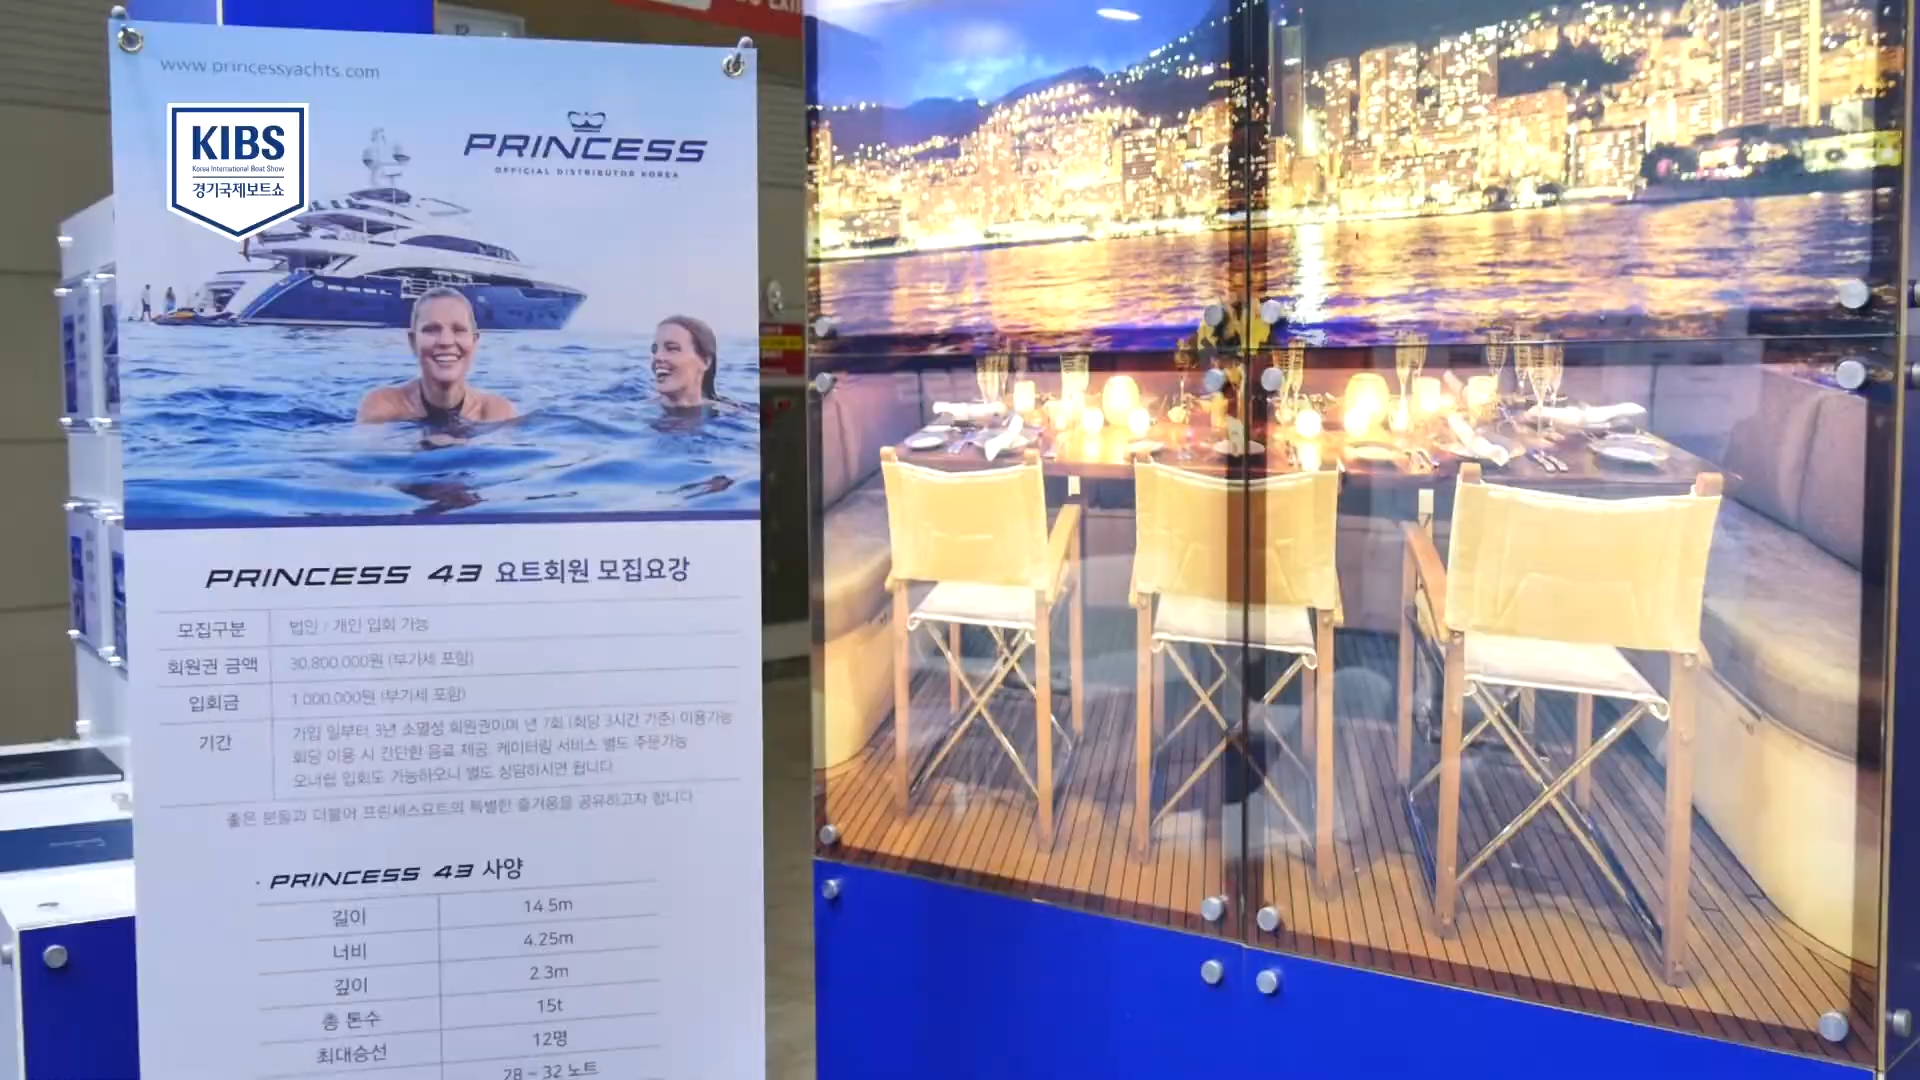 www.princessyachts.com
KIBS
Korea International Boat Show
경기국제보트쇼
PRINCESS
OFFICIAL DISTRIBUTOR KOREA
PRINCESS 43 요트회원 모집요강
모집구분 법인 / 개인 입회 가능
회원권 금액 30,800,000원 (부가세 포함)
입회금 1,000,000원 (부가세 포함)
기간 가입 일부터 3년 소멸성 회원권이며 년 7회 (회당 3시간 기준) 이용가능
회당 이용 시 간단한 음료 제공, 케이터링 서비스 별도 주문가능
오너쉽 입회도 가능하오니 별도 상담하시면 됩니다
좋은 분들과 더불어 프린세스요트의 특별한 즐거움을 공유하고자 합니다
· PRINCESS 43 사양
길이 14.5m
너비 4.25m
깊이 2.3m
총 톤수 15t
최대승선 12명
28 ~ 32 노트